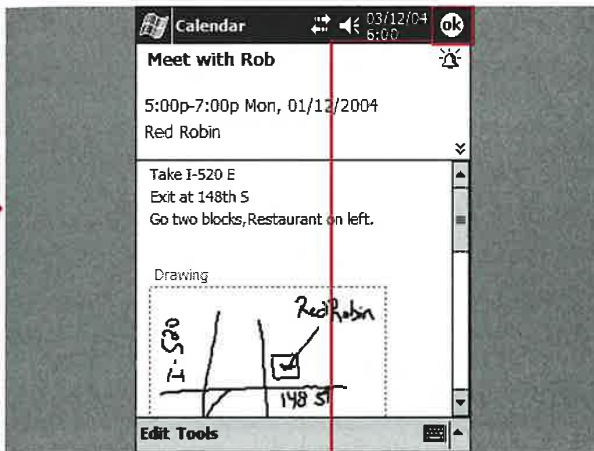 Calendar
03/12/04
6:00
ok
Meet with Rob
5:00p-7:00p Mon, 01/12/2004
Red Robin
Take I-520 E
Exit at 148th S
Go two blocks,Restaurant on left.
Drawing
Red Robin
I-520
148 ST
Edit Tools